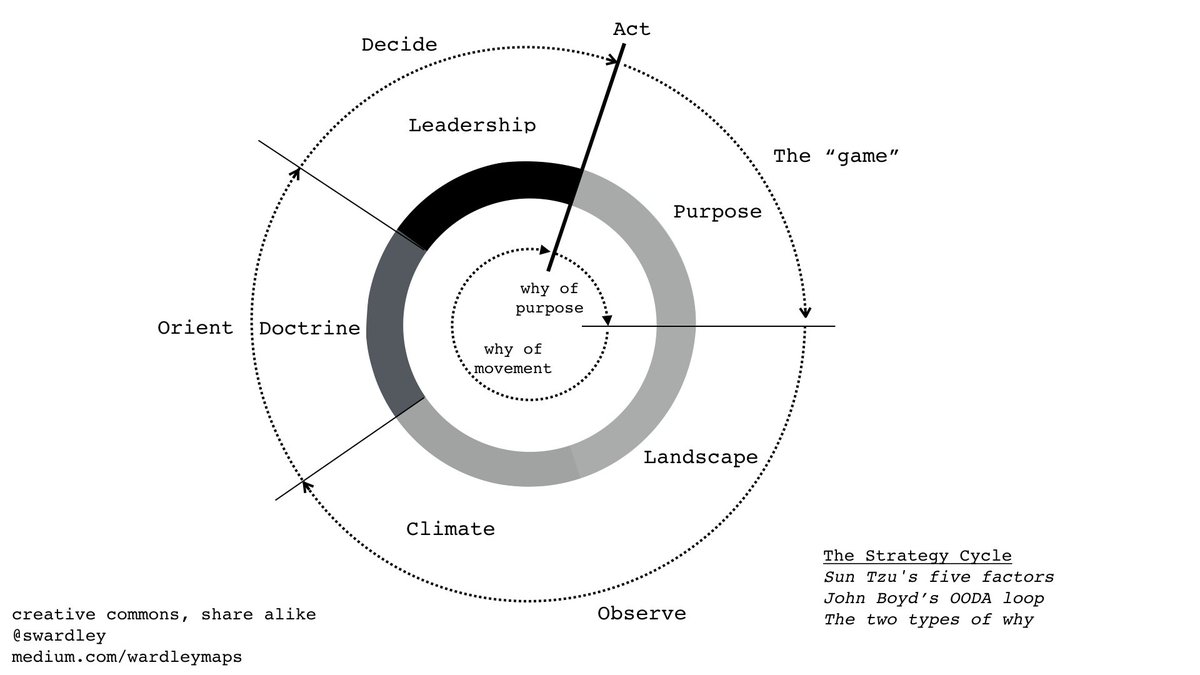 Act
Decide
Leadership
The “game”
Purpose
why of
purpose
Orient
Doctrine
why of
movement
Landscape
Climate
Observe
The Strategy Cycle
Sun Tzu's five factors
John Boyd’s OODA loop
The two types of why
creative commons, share alike
@swardley
medium.com/wardleymaps